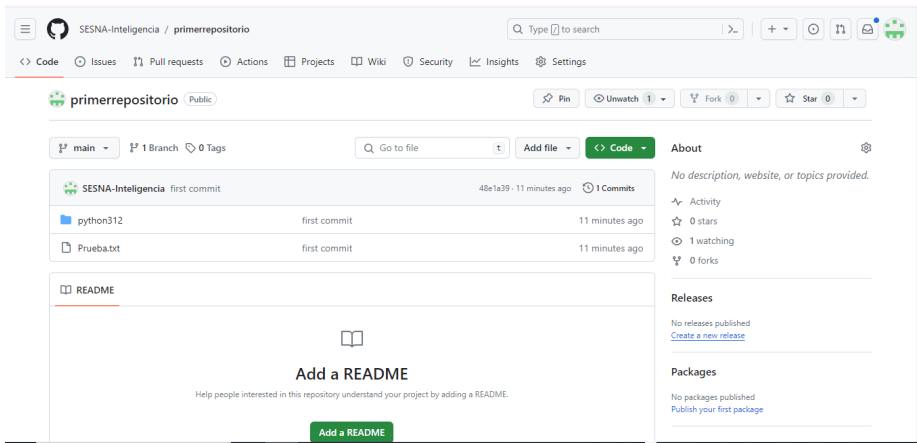 SESNA-Inteligencia / primerrepositorio
Type / to search
Code Issues Pull requests Actions Projects Wiki Security Insights Settings
primerrepositorio Public
Pin Unwatch 1 Fork 0 Star 0
main 1 Branch 0 Tags
Go to file t Add file Code
SESNA-Inteligencia first commit 48e1a39 · 11 minutes ago 1 Commits
python312 first commit 11 minutes ago
Prueba.txt first commit 11 minutes ago
README
Add a README
Help people interested in this repository understand your project by adding a README.
Add a README
About
No description, website, or topics provided.
Activity
0 stars
1 watching
0 forks
Releases
No releases published
Create a new release
Packages
No packages published
Publish your first package